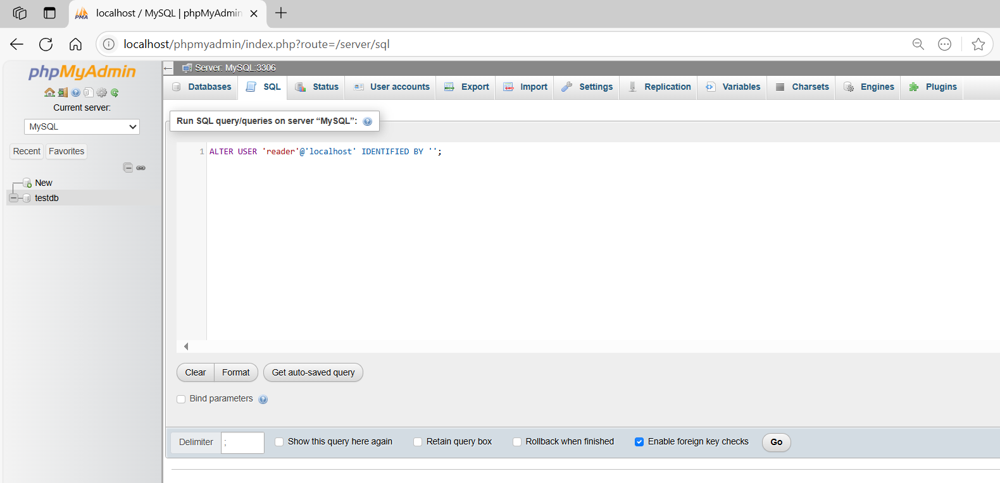 localhost / MySQL | phpMyAdmin
localhost/phpmyadmin/index.php?route=/server/sql
phpMyAdmin
Current server:
MySQL
Recent Favorites
New
testdb
Server: MySQL:3306
Databases SQL Status User accounts Export Import Settings Replication Variables Charsets Engines Plugins
Run SQL query/queries on server “MySQL”:
1 ALTER USER 'reader'@'localhost' IDENTIFIED BY '';
Clear Format Get auto-saved query
Bind parameters
Delimiter ; Show this query here again Retain query box Rollback when finished Enable foreign key checks Go